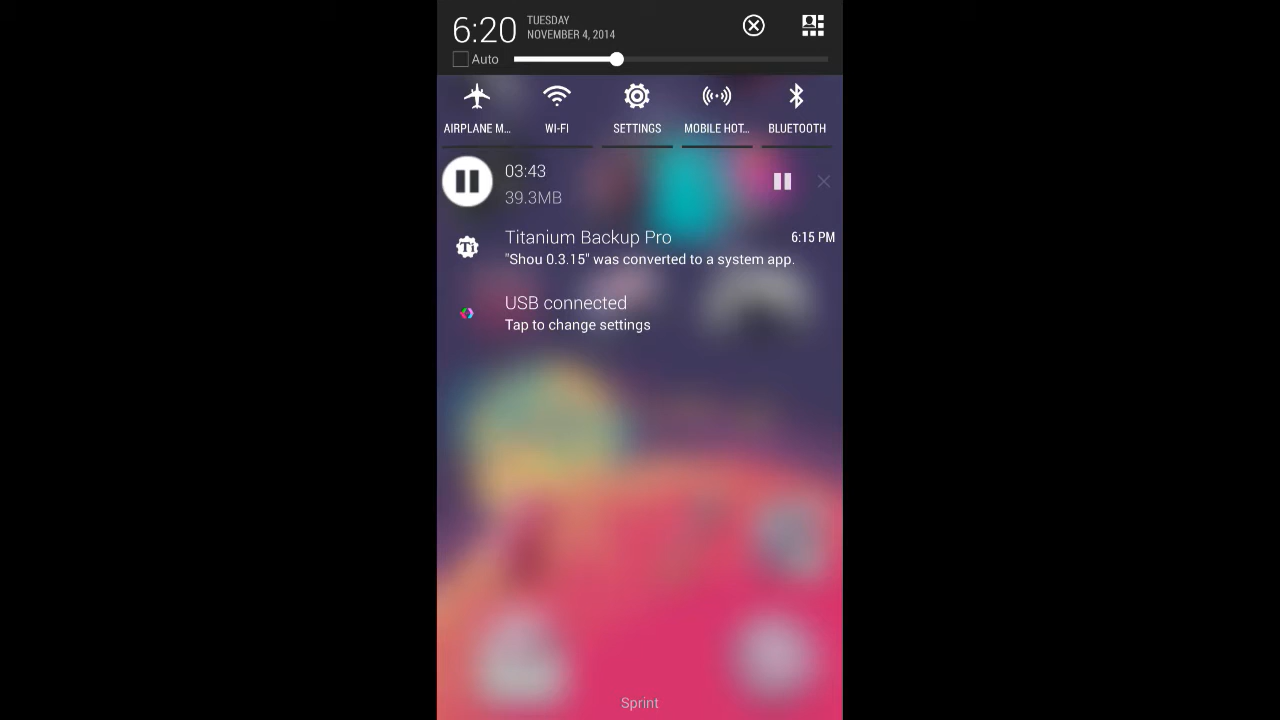 6:20
TUESDAY
NOVEMBER 4, 2014
Auto
AIRPLANE M...
WI-FI
SETTINGS
MOBILE HOT...
BLUETOOTH
03:43
39.3MB
Ti
Titanium Backup Pro
6:15 PM
"Shou 0.3.15" was converted to a system app.
USB connected
Tap to change settings
Sprint